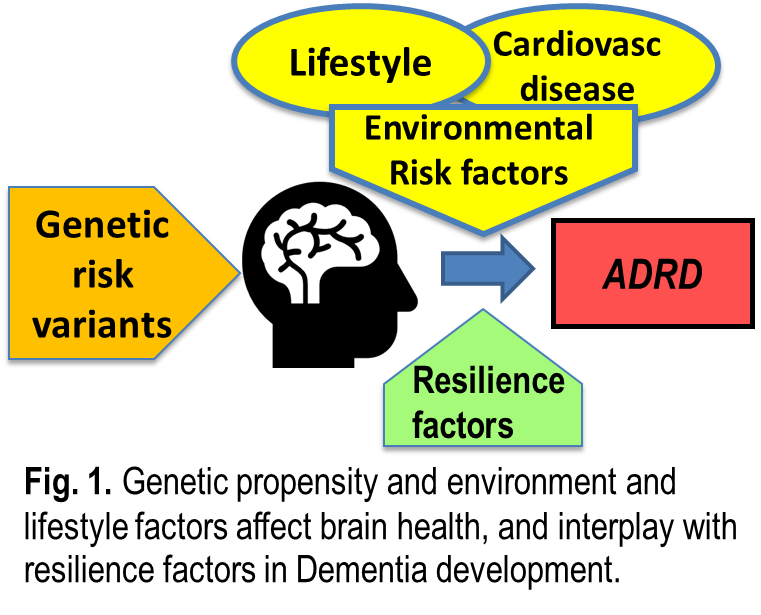 Lifestyle
Cardiovasc
disease
Environmental
Risk factors
Genetic
risk
variants
ADRD
Resilience
factors
Fig. 1. Genetic propensity and environment and
lifestyle factors affect brain health, and interplay with
resilience factors in Dementia development.